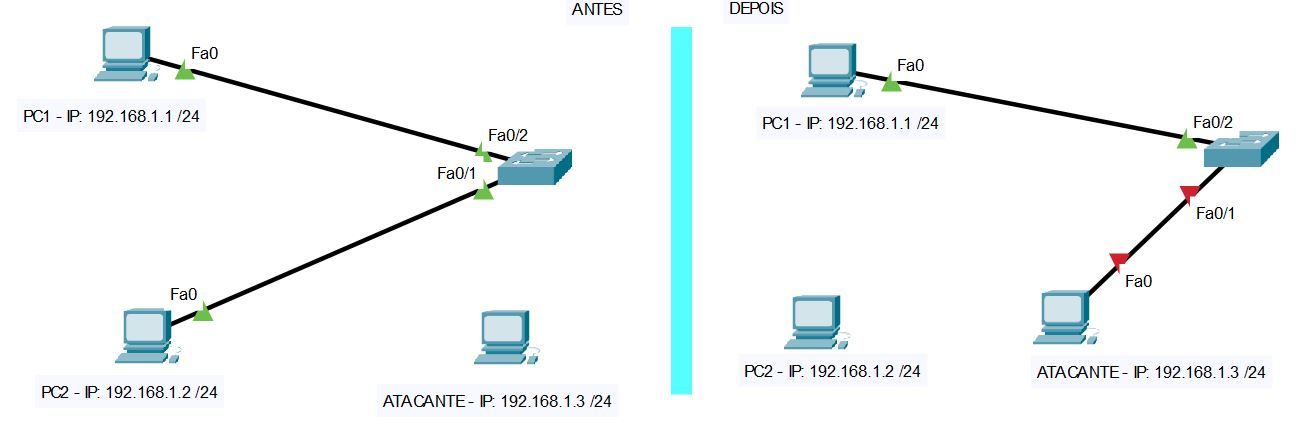 ANTES
Fa0
PC1 - IP: 192.168.1.1 /24
Fa0/2
Fa0/1
Fa0
PC2 - IP: 192.168.1.2 /24
ATACANTE - IP: 192.168.1.3 /24
DEPOIS
Fa0
PC1 - IP: 192.168.1.1 /24
Fa0/2
Fa0/1
Fa0
PC2 - IP: 192.168.1.2 /24
ATACANTE - IP: 192.168.1.3 /24